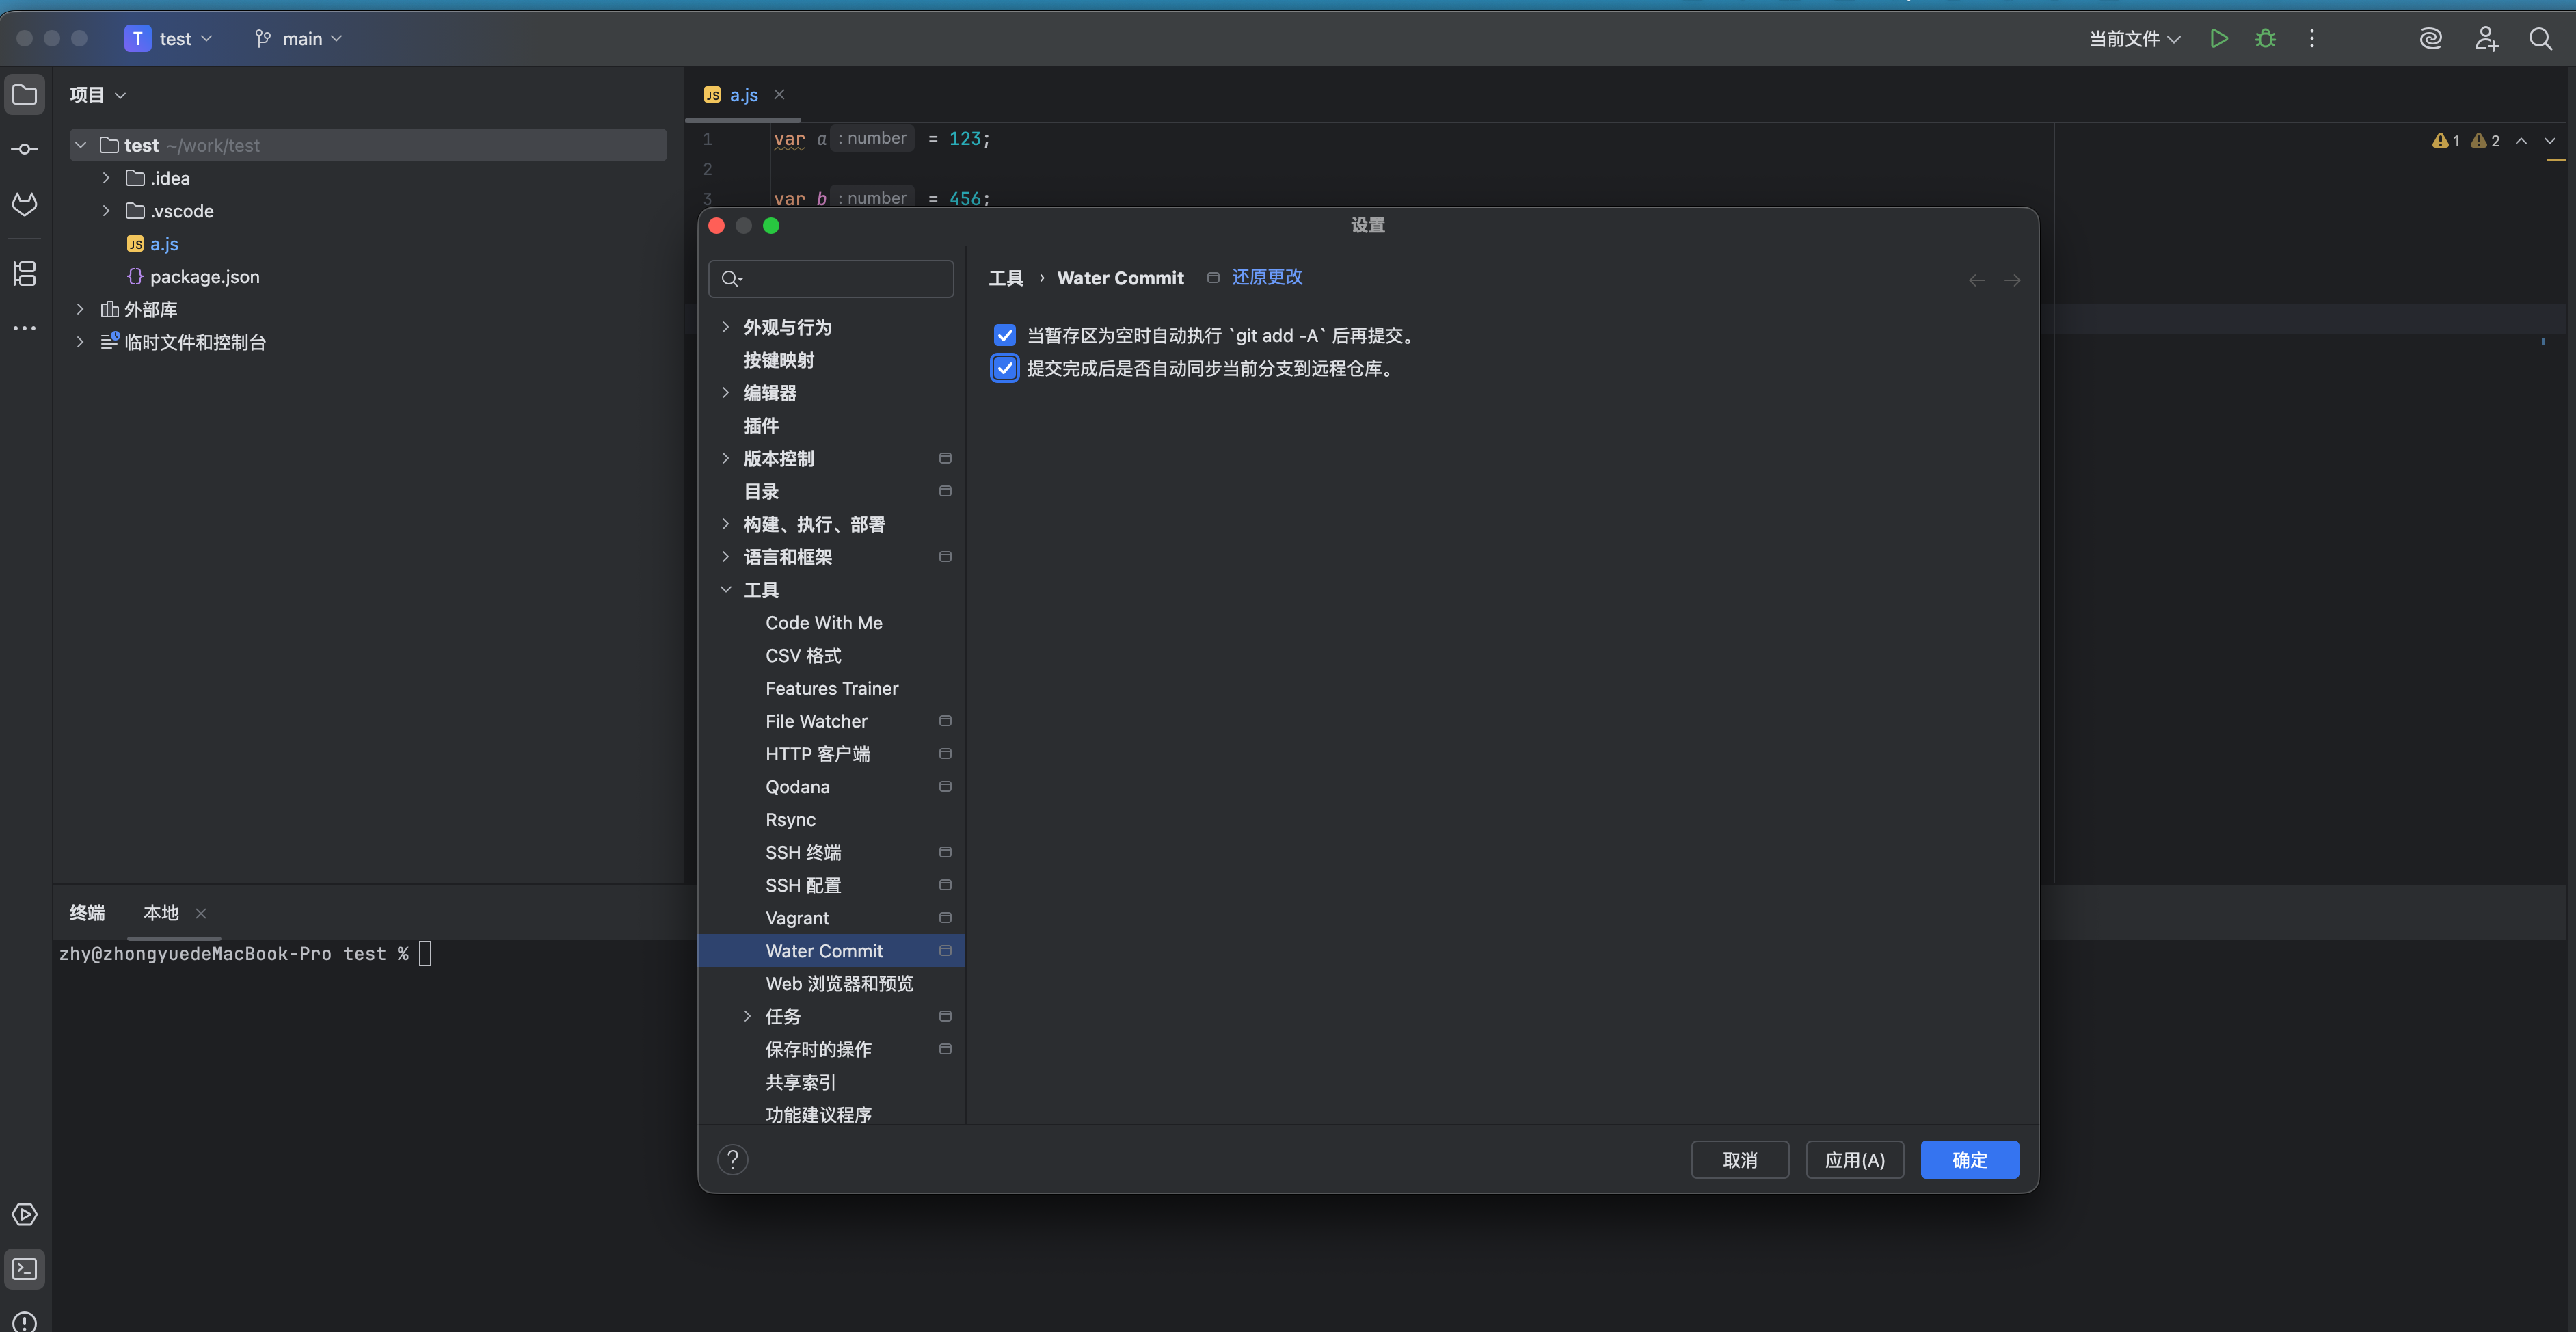 T test main 当前文件
项目
test ~/work/test
.idea
.vscode
JS a.js
{} package.json
外部库
临时文件和控制台
JS a.js
1 var a : number = 123;
2
3 var b : number = 456;
1 2
设置
外观与行为
按键映射
编辑器
插件
版本控制
目录
构建、执行、部署
语言和框架
工具
Code With Me
CSV 格式
Features Trainer
File Watcher
HTTP 客户端
Qodana
Rsync
SSH 终端
SSH 配置
Vagrant
Water Commit
Web 浏览器和预览
任务
保存时的操作
共享索引
功能建议程序
工具 › Water Commit 还原更改
当暂存区为空时自动执行 `git add -A` 后再提交。
提交完成后是否自动同步当前分支到远程仓库。
? 取消 应用(A) 确定
终端 本地
zhy@zhongyuedeMacBook-Pro test %